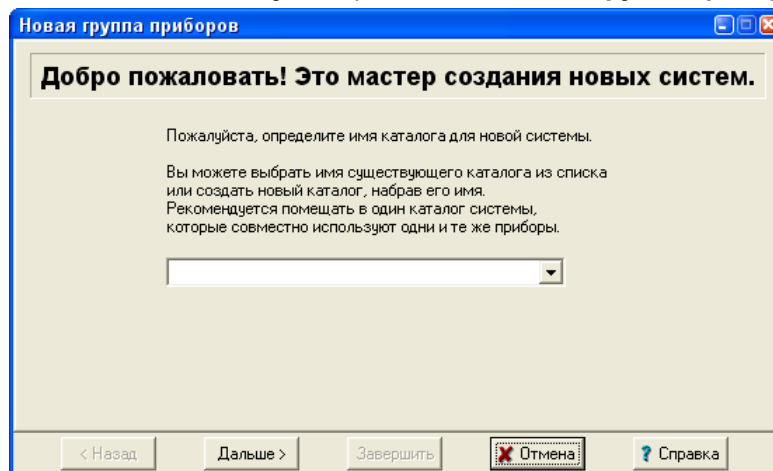 Новая группа приборов
Добро пожаловать! Это мастер создания новых систем.
Пожалуйста, определите имя каталога для новой системы.
Вы можете выбрать имя существующего каталога из списка
или создать новый каталог, набрав его имя.
Рекомендуется помещать в один каталог системы,
которые совместно используют одни и те же приборы.
< Назад Дальше > Завершить Отмена ? Справка